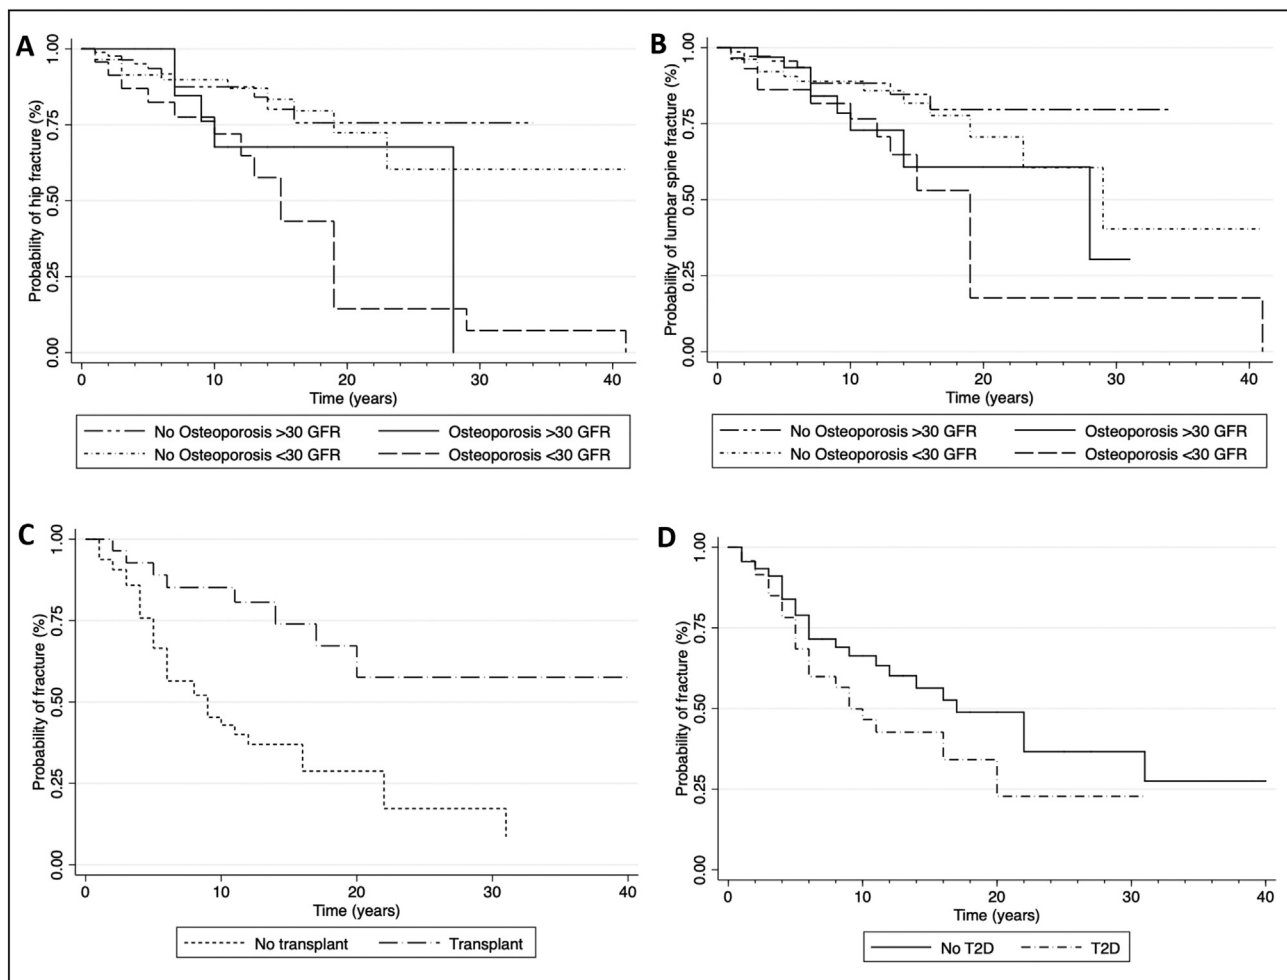 A
Probability of hip fracture (%)
1.00
0.75
0.50
0.25
0.00
0 10 20 30 40
Time (years)
No Osteoporosis >30 GFR Osteoporosis >30 GFR
No Osteoporosis <30 GFR Osteoporosis <30 GFR
B
Probability of lumbar spine fracture (%)
1.00
0.75
0.50
0.25
0.00
0 10 20 30 40
Time (years)
No Osteoporosis >30 GFR Osteoporosis >30 GFR
No Osteoporosis <30 GFR Osteoporosis <30 GFR
C
Probability of fracture (%)
1.00
0.75
0.50
0.25
0.00
0 10 20 30 40
Time (years)
No transplant Transplant
D
Probability of fracture (%)
1.00
0.75
0.50
0.25
0.00
0 10 20 30 40
Time (years)
No T2D T2D